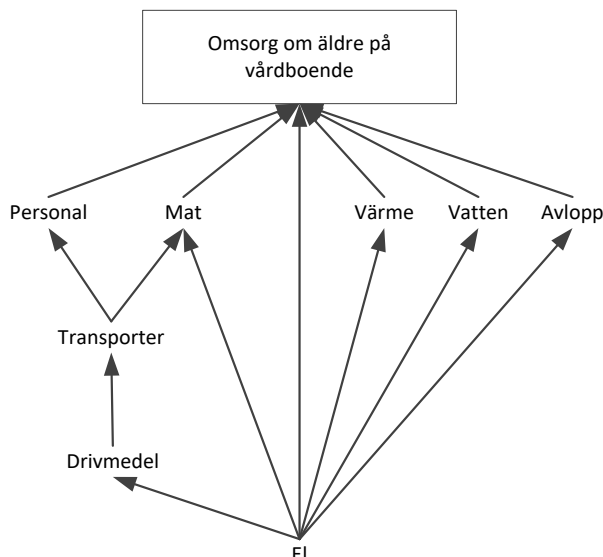 Omsorg om äldre på
vårdboende
Personal
Mat
Värme
Vatten
Avlopp
Transporter
Drivmedel
El